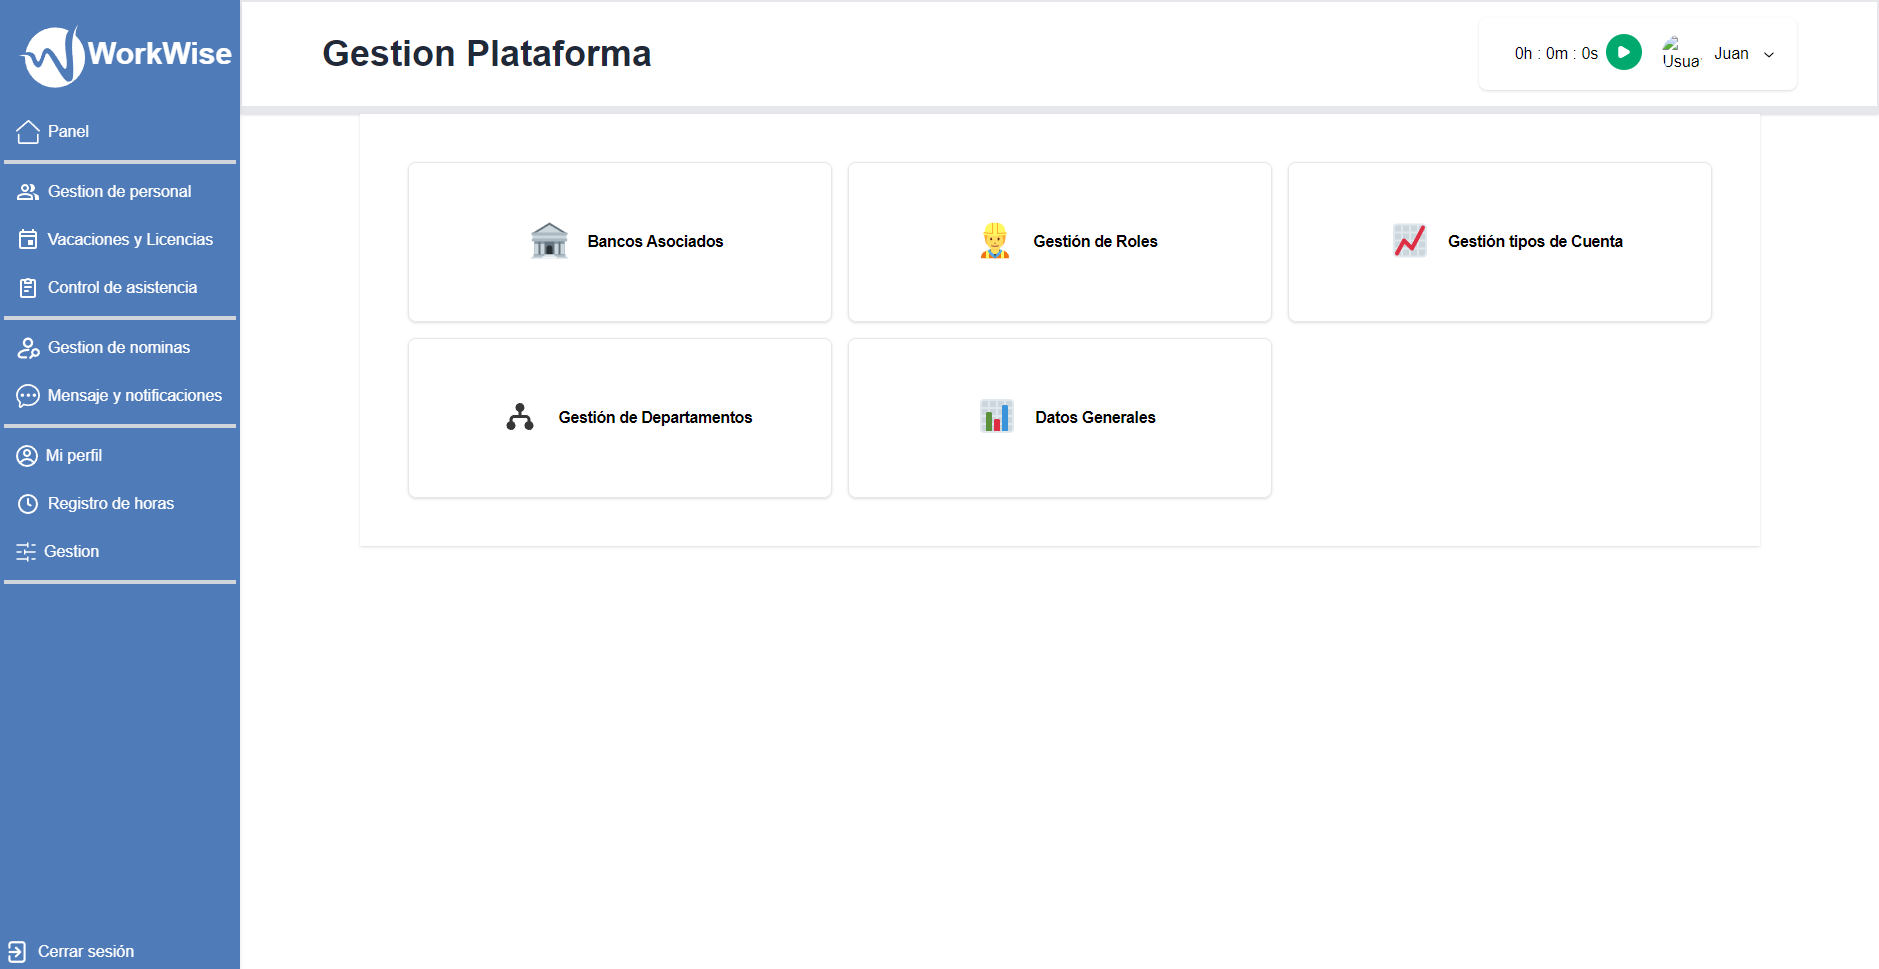 WorkWise
Panel
Gestion de personal
Vacaciones y Licencias
Control de asistencia
Gestion de nominas
Mensaje y notificaciones
Mi perfil
Registro de horas
Gestion
Cerrar sesión
Gestion Plataforma
0h : 0m : 0s
Usua
Juan
Bancos Asociados
Gestión de Roles
Gestión tipos de Cuenta
Gestión de Departamentos
Datos Generales